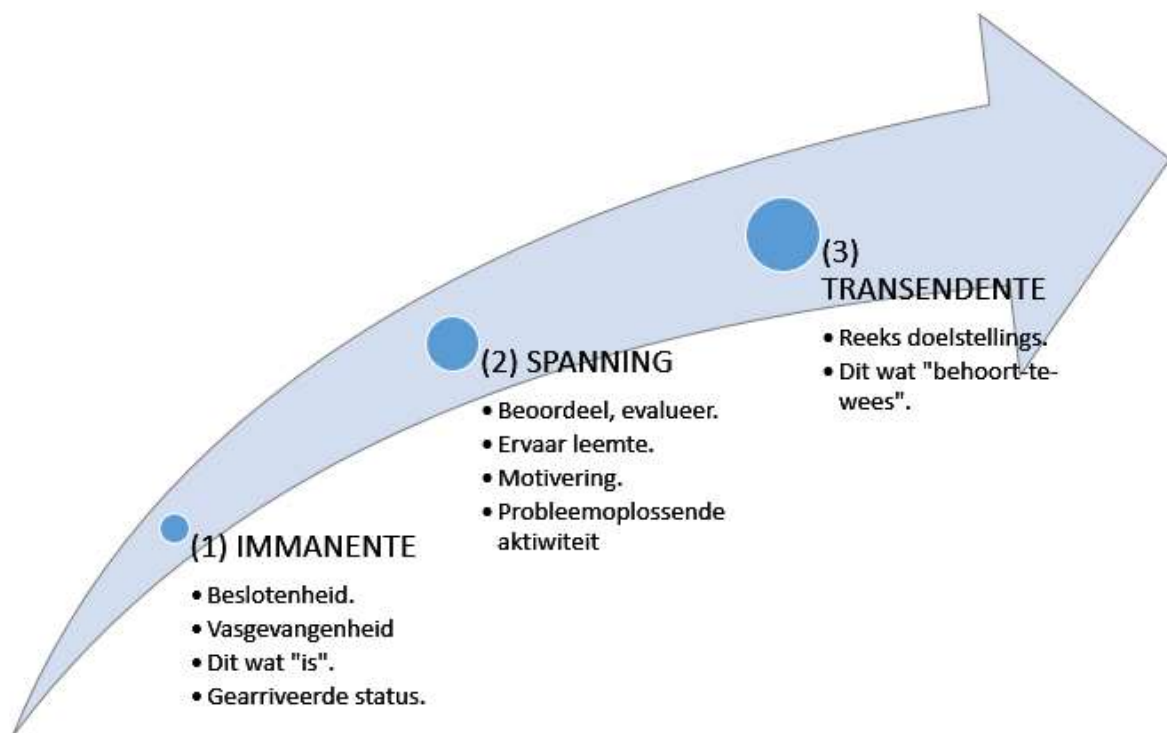 (1) IMMANENTE
• Beslotenheid.
• Vasgevangenheid
• Dit wat "is".
• Gearriveerde status.
(2) SPANNING
• Beoordeel, evalueer.
• Ervaar leemte.
• Motivering.
• Probleemoplossende
aktiwiteit
(3)
TRANSENDENTE
• Reeks doelstellings.
• Dit wat "behoort-te-
wees".